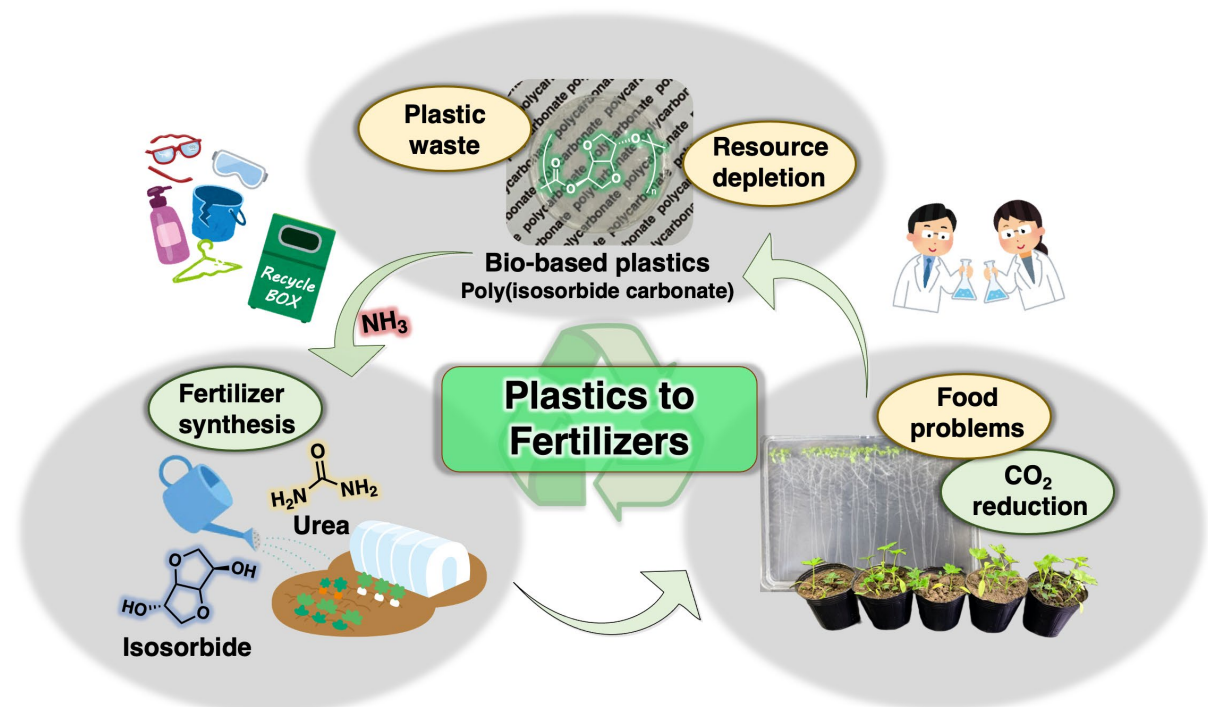 Plastic
waste
Resource
depletion
polycarbonate
O
O
O
O
O
n
Bio-based plastics
Poly(isosorbide carbonate)
Recycle
BOX
NH₃
Plastics to
Fertilizers
Fertilizer
synthesis
O
H₂N NH₂
Urea
O
OH
HO
O
Isosorbide
Food
problems
CO₂
reduction